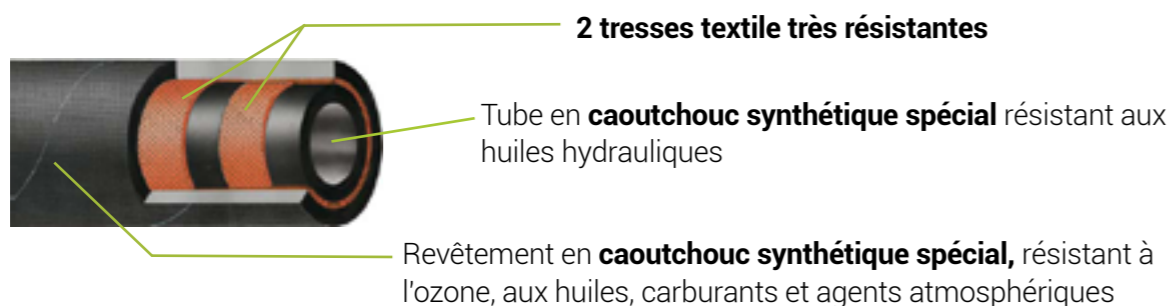 2 tresses textile très résistantes
Tube en caoutchouc synthétique spécial résistant aux
huiles hydrauliques
Revêtement en caoutchouc synthétique spécial, résistant à
l'ozone, aux huiles, carburants et agents atmosphériques